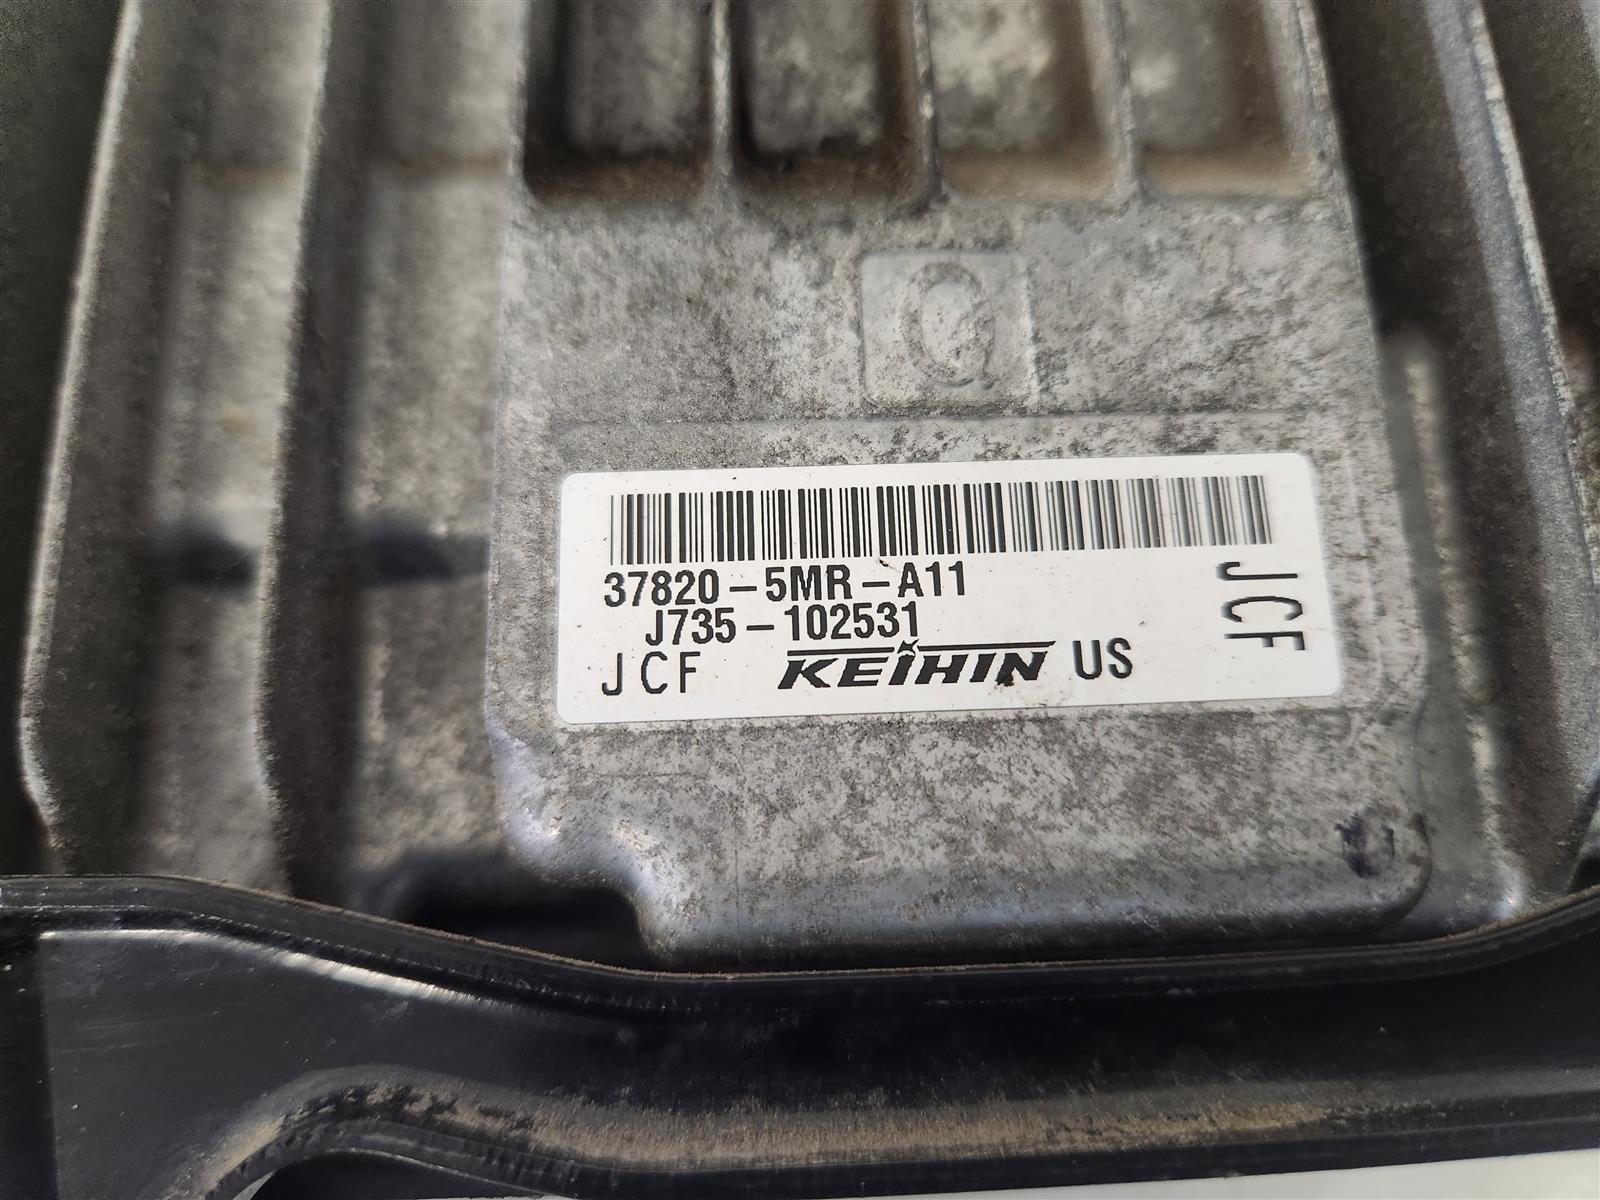 Q
37820-5MR-A11
J735-102531
JCF KEIHIN US
JCF